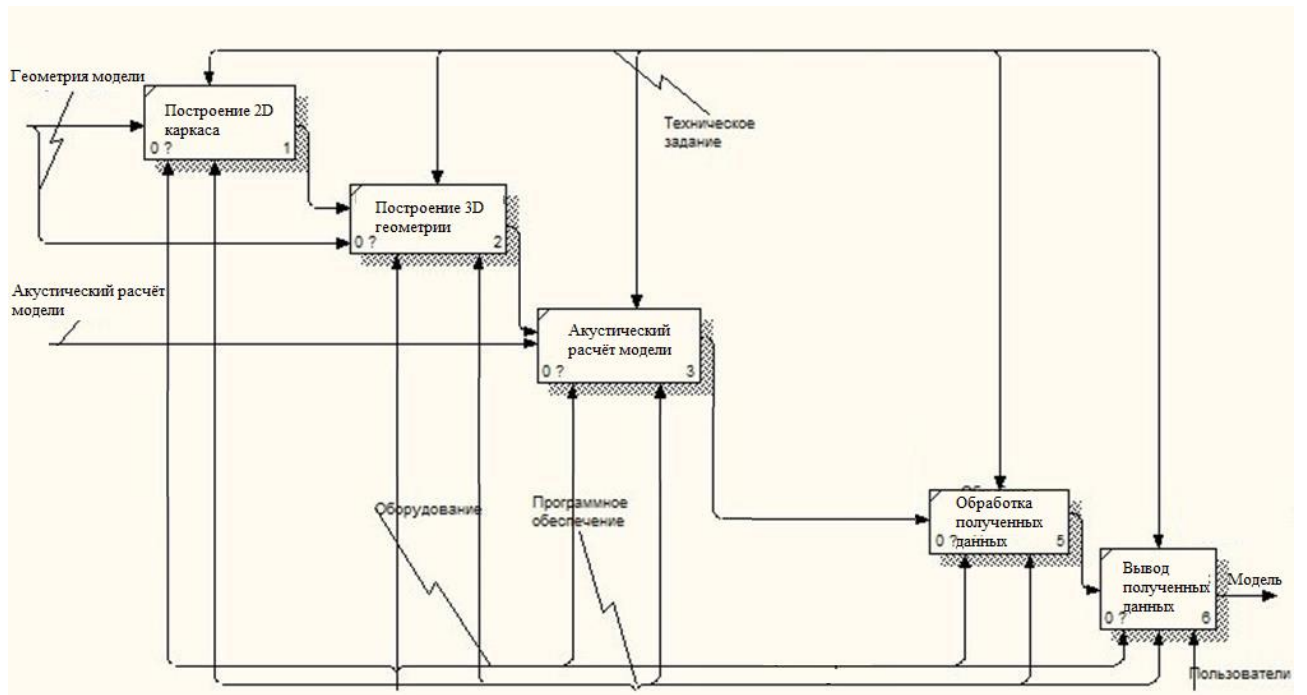 Геометрия модели
Построение 2D
каркаса
0 ?
1
Техническое
задание
Построение 3D
геометрии
0 ?
2
Акустический расчёт
модели
Акустический
расчёт модели
0 ?
3
Оборудование
Программное
обеспечение
Обработка
полученных
данных
0 ?
5
Вывод
полученных
данных
0 ?
6
Модель
Пользователи